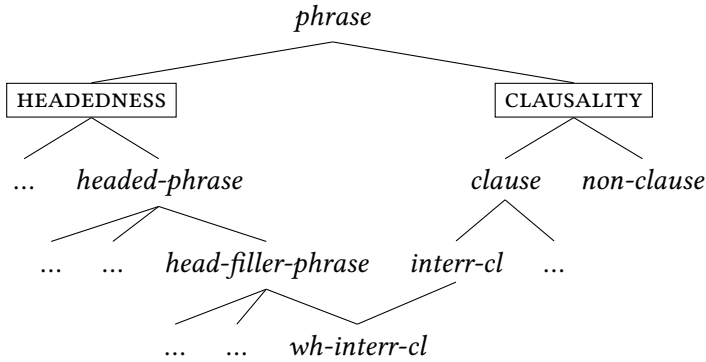 phrase
HEADEDNESS CLAUSALITY
... headed-phrase clause non-clause
... ... head-filler-phrase interr-cl ...
... ... wh-interr-cl